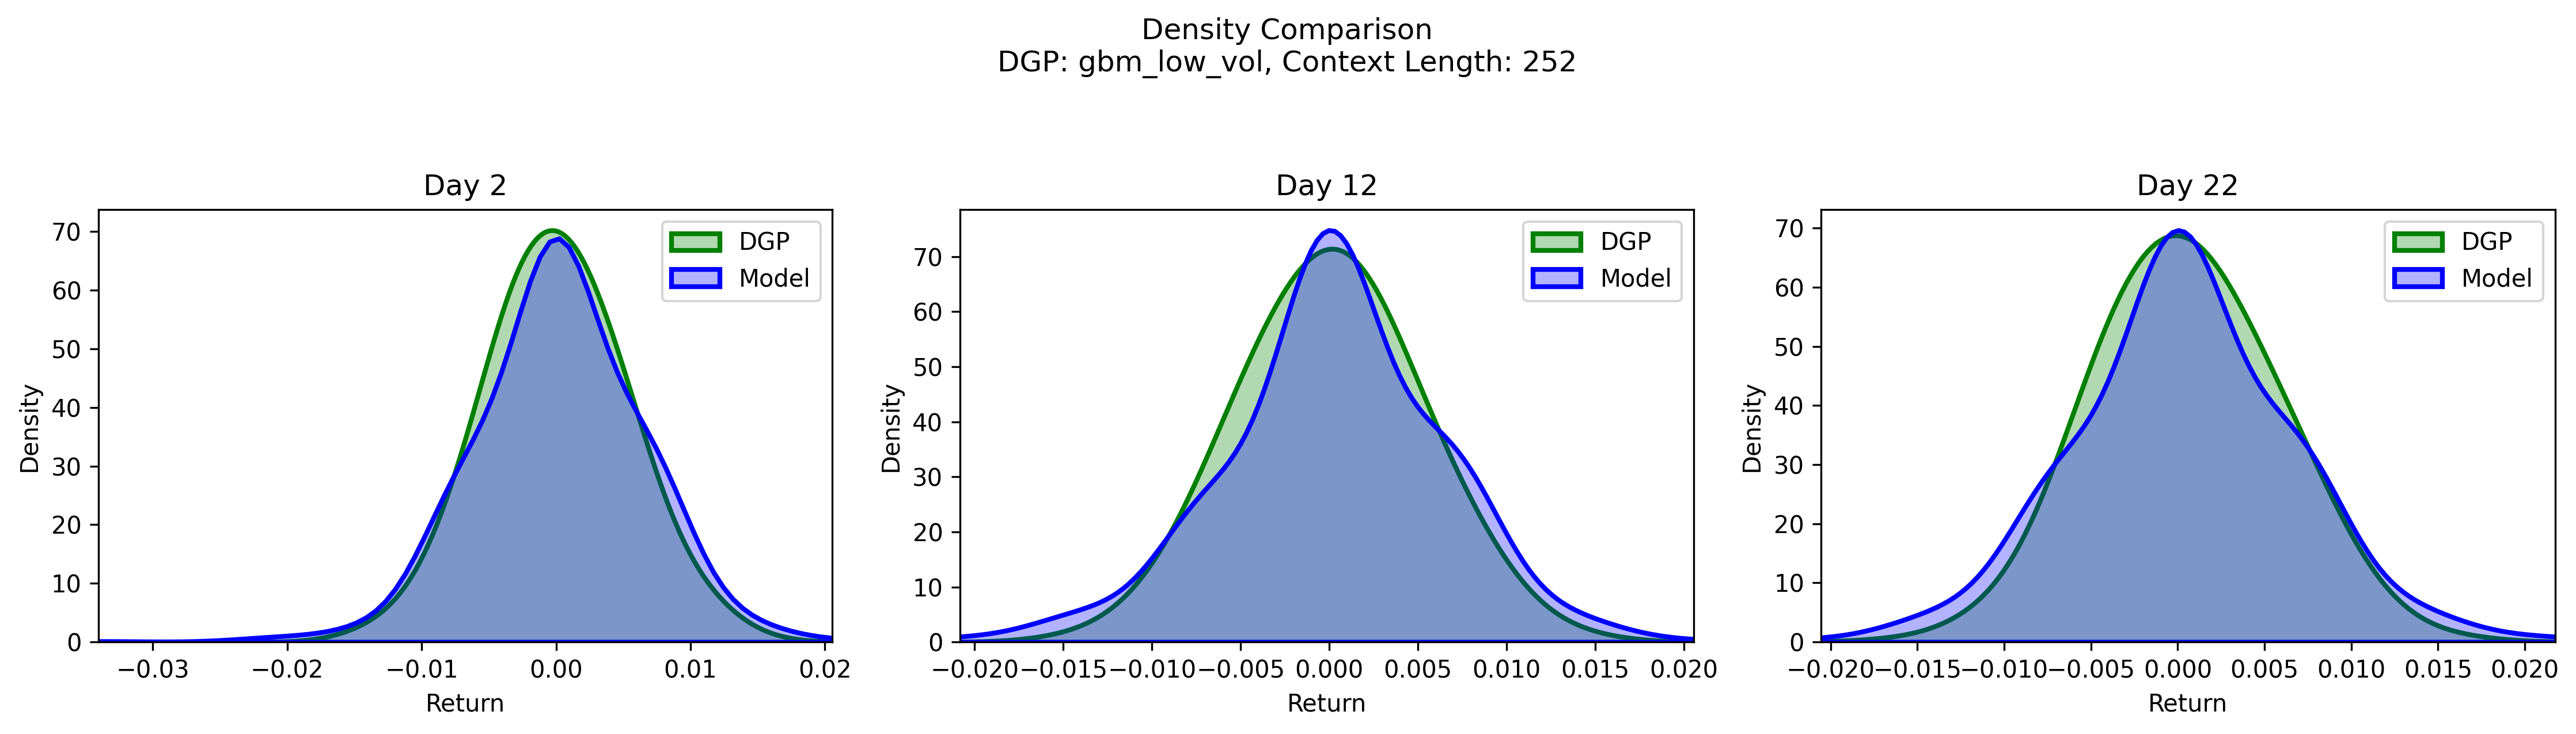 Density Comparison
DGP: gbm_low_vol, Context Length: 252
Day 2
70
60
50
40
30
20
10
0
Density
−0.03 −0.02 −0.01 0.00 0.01 0.02
Return
DGP
Model
Day 12
70
60
50
40
30
20
10
0
Density
−0.020 −0.015 −0.010 −0.005 0.000 0.005 0.010 0.015 0.020
Return
DGP
Model
Day 22
70
60
50
40
30
20
10
0
Density
−0.020 −0.015 −0.010 −0.005 0.000 0.005 0.010 0.015 0.020
Return
DGP
Model